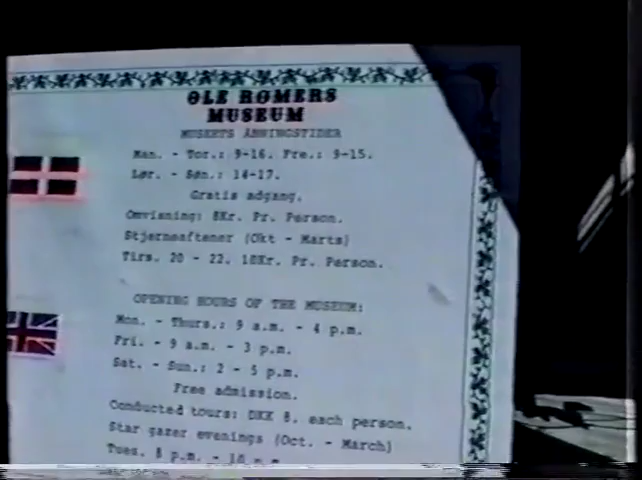 OLE RØMERS
MUSEUM
MUSEETS ÅBNINGSTIDER
Man. - Tor.: 9-16. Fre.: 9-15.
Lør. - Søn.: 14-17.
Gratis adgang.
Omvisning: 8Kr. Pr. Person.
Stjerneaftener (Okt - Marts)
Tirs. 20 - 22. 10Kr. Pr. Person.
OPENING HOURS OF THE MUSEUM:
Mon. - Thurs.: 9 a.m. - 4 p.m.
Fri. - 9 a.m. - 3 p.m.
Sat. - Sun.: 2 - 5 p.m.
Free admission.
Conducted tours: DKK 8. each person.
Star gazer evenings (Oct. - March)
Tues. 8 p.m. - 10 p.m.